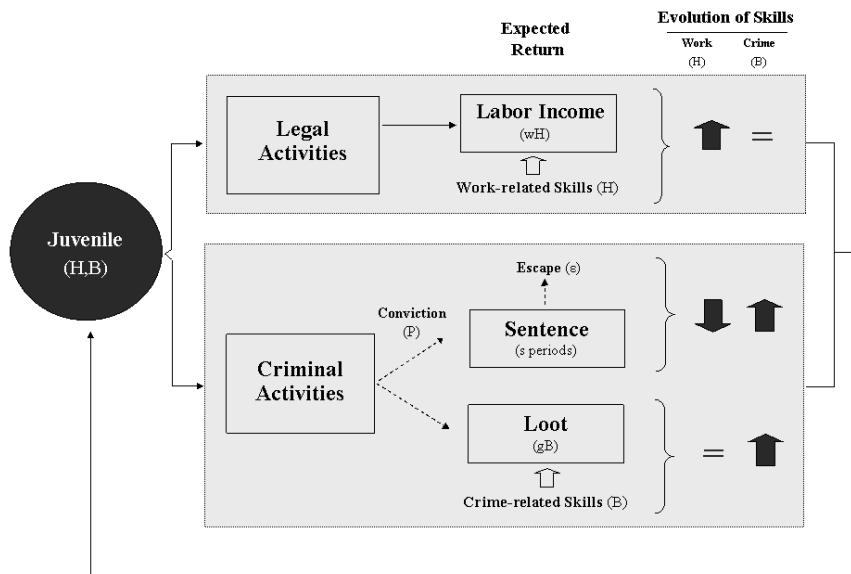 Expected
Return
Evolution of Skills
Work
(H)
Crime
(B)
Legal
Activities
Labor Income
(wH)
Work-related Skills (H)
=
Juvenile
(H,B)
Escape (ε)
Conviction
(P)
Sentence
(s periods)
Criminal
Activities
Loot
(gB)
=
Crime-related Skills (B)